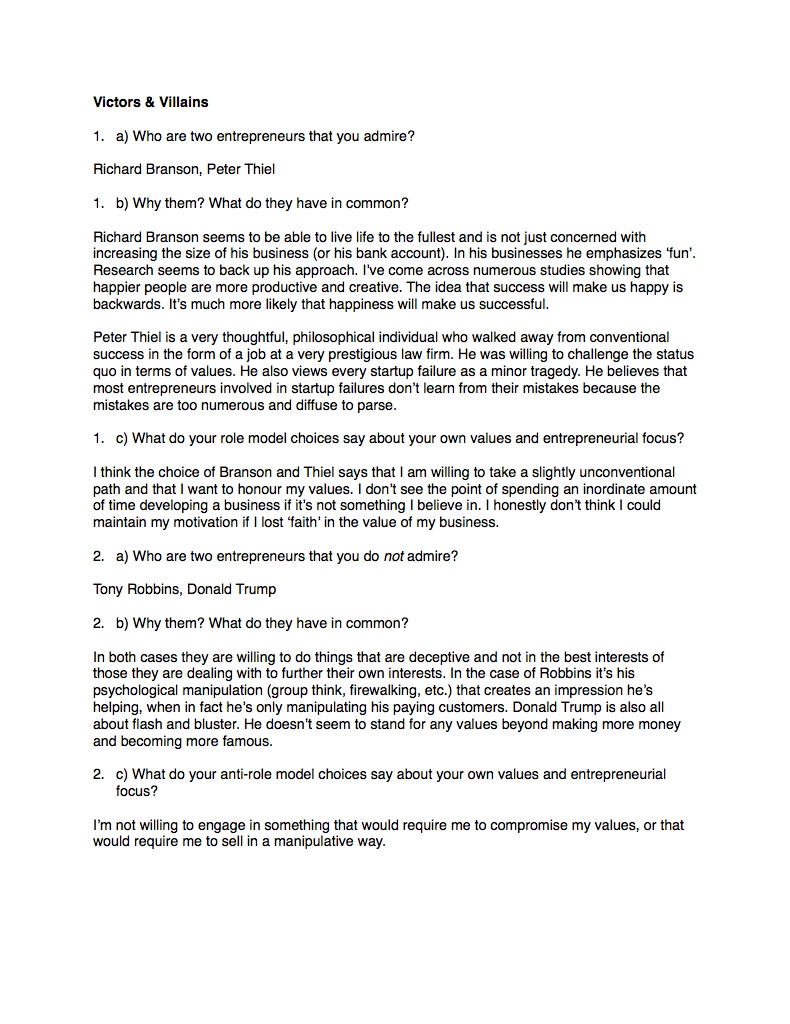 Victors & Villains
1. a) Who are two entrepreneurs that you admire?
Richard Branson, Peter Thiel
1. b) Why them? What do they have in common?
Richard Branson seems to be able to live life to the fullest and is not just concerned with
increasing the size of his business (or his bank account). In his businesses he emphasizes ‘fun’.
Research seems to back up his approach. I've come across numerous studies showing that
happier people are more productive and creative. The idea that success will make us happy is
backwards. It’s much more likely that happiness will make us successful.
Peter Thiel is a very thoughtful, philosophical individual who walked away from conventional
success in the form of a job at a very prestigious law firm. He was willing to challenge the status
quo in terms of values. He also views every startup failure as a minor tragedy. He believes that
most entrepreneurs involved in startup failures don’t learn from their mistakes because the
mistakes are too numerous and diffuse to parse.
1. c) What do your role model choices say about your own values and entrepreneurial focus?
I think the choice of Branson and Thiel says that I am willing to take a slightly unconventional
path and that I want to honour my values. I don’t see the point of spending an inordinate amount
of time developing a business if it’s not something I believe in. I honestly don’t think I could
maintain my motivation if I lost ‘faith’ in the value of my business.
2. a) Who are two entrepreneurs that you do not admire?
Tony Robbins, Donald Trump
2. b) Why them? What do they have in common?
In both cases they are willing to do things that are deceptive and not in the best interests of
those they are dealing with to further their own interests. In the case of Robbins it’s his
psychological manipulation (group think, firewalking, etc.) that creates an impression he’s
helping, when in fact he’s only manipulating his paying customers. Donald Trump is also all
about flash and bluster. He doesn’t seem to stand for any values beyond making more money
and becoming more famous.
2. c) What do your anti-role model choices say about your own values and entrepreneurial
focus?
I’m not willing to engage in something that would require me to compromise my values, or that
would require me to sell in a manipulative way.